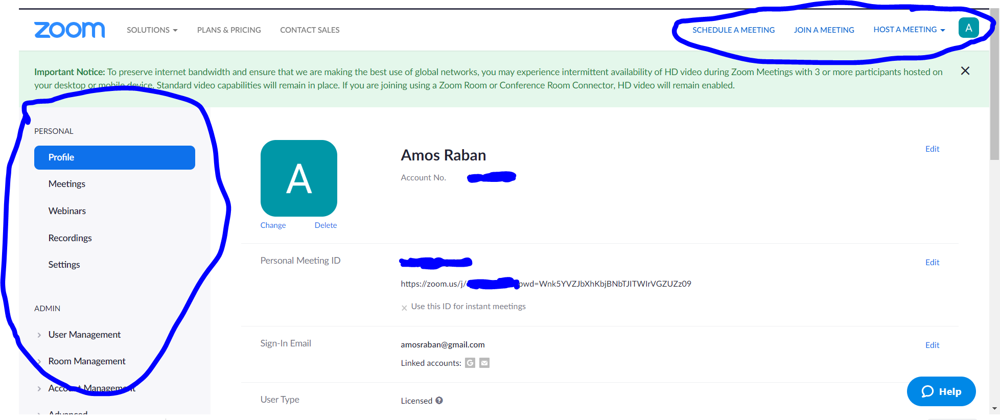 zoom SOLUTIONS PLANS & PRICING CONTACT SALES SCHEDULE A MEETING JOIN A MEETING HOST A MEETING A
Important Notice: To preserve internet bandwidth and ensure that we are making the best use of global networks, you may experience intermittent availability of HD video during Zoom Meetings with 3 or more participants hosted on
your desktop or mobile device. Standard video capabilities will remain in place. If you are joining using a Zoom Room or Conference Room Connector, HD video will remain enabled.
PERSONAL
Profile
Meetings
Webinars
Recordings
Settings
ADMIN
User Management
Room Management
Account Management
Advanced
A
Change Delete
Amos Raban
Edit
Account No.
Personal Meeting ID
Edit
https://zoom.us/j/ pwd=Wnk5YVZJbXhKbjBNbTJITWIrVGZUZz09
Use this ID for instant meetings
Sign-In Email amosraban@gmail.com Edit
Linked accounts:
User Type Licensed
Help